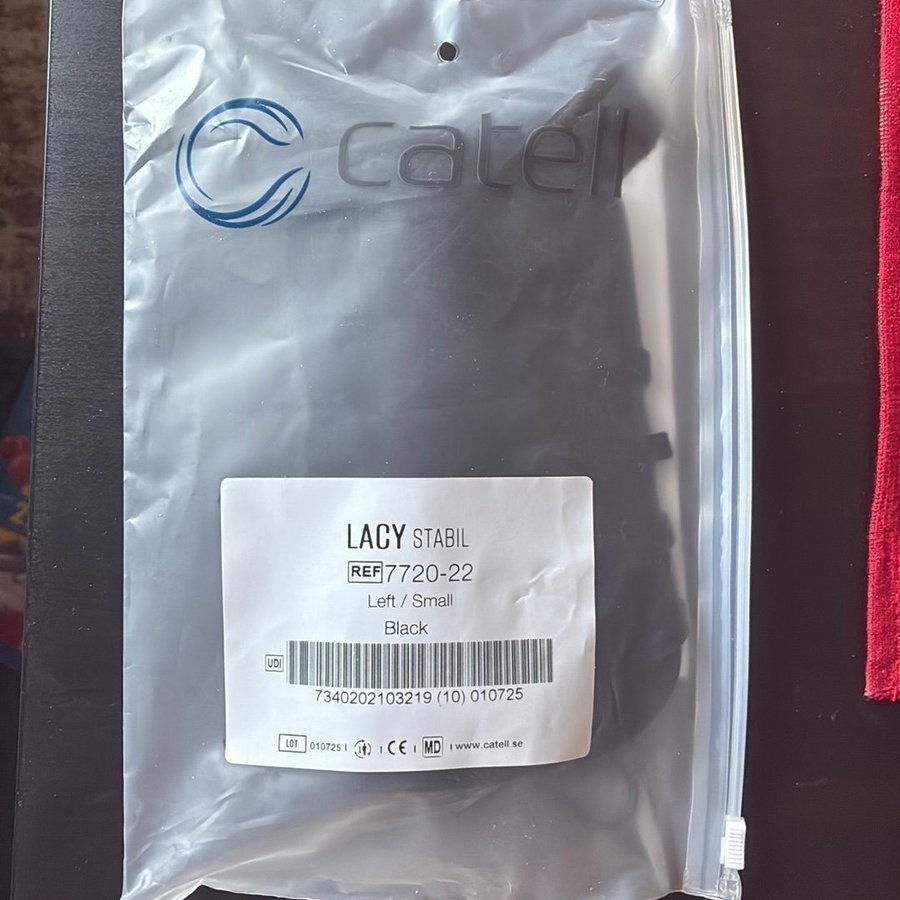 catell
LACY STABIL
REF 7720-22
Left / Small
Black
UDI
7340202103219 (10) 010725
LOT 010725 I I CE I MD I www.catell.se